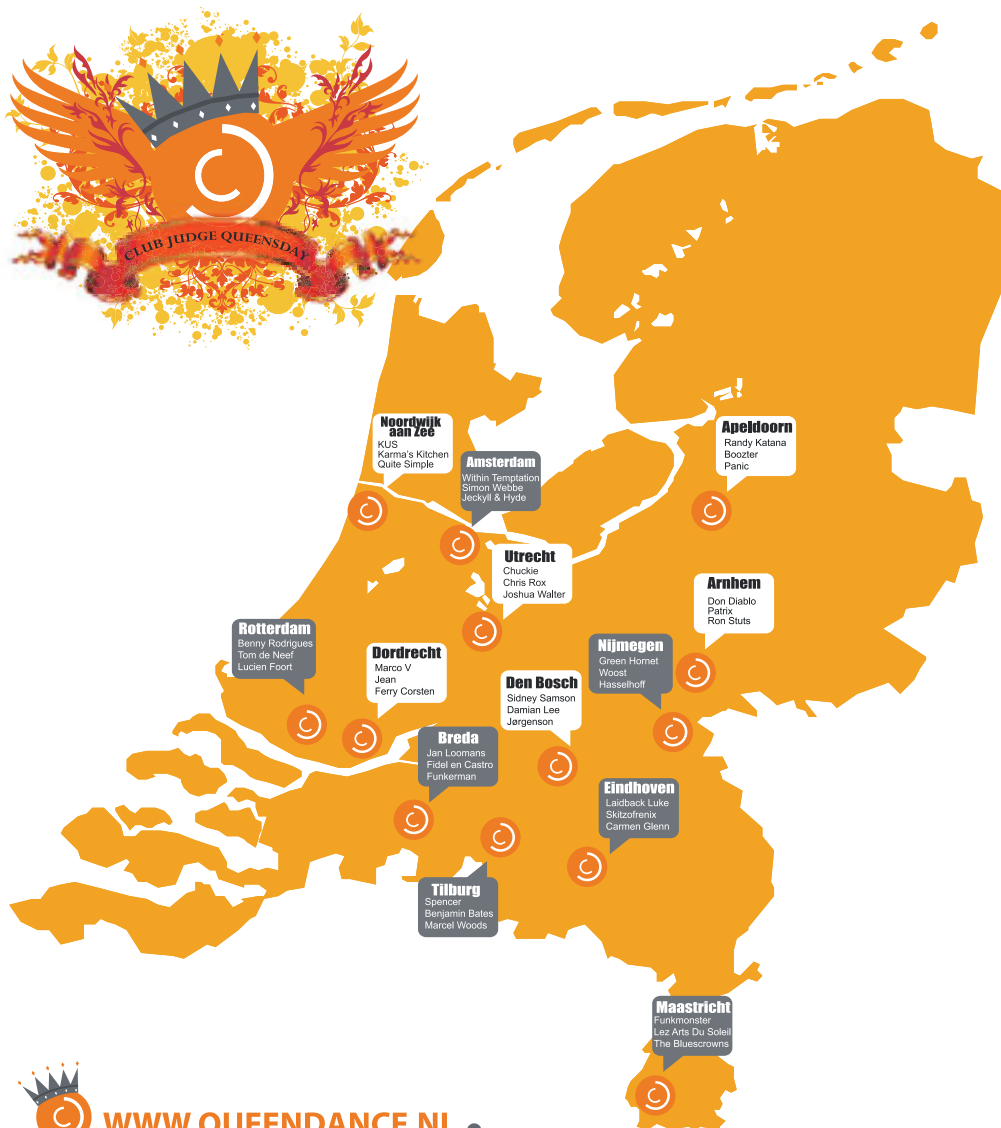 CLUB JUDGE QUEENSDAY
Noordwijk
aan Zee
KUS
Karma's Kitchen
Quite Simple
Amsterdam
Within Temptation
Simon Webbe
Jeckyll & Hyde
Apeldoorn
Randy Katana
Boozter
Panic
Utrecht
Chuckie
Chris Rox
Joshua Walter
Arnhem
Don Diablo
Patrix
Ron Stuts
Rotterdam
Benny Rodrigues
Tom de Neef
Lucien Foort
Dordrecht
Marco V
Jean
Ferry Corsten
Nijmegen
Green Hornet
Woost
Hasselhoff
Den Bosch
Sidney Samson
Damian Lee
Jørgenson
Breda
Jan Loomans
Fidel en Castro
Funkerman
Eindhoven
Laidback Luke
Skitzofrenix
Carmen Glenn
Tilburg
Spencer
Benjamin Bates
Marcel Woods
Maastricht
Funkmonster
Lez Arts Du Soleil
The Bluescrowns
WWW.QUEENDANCE.NL